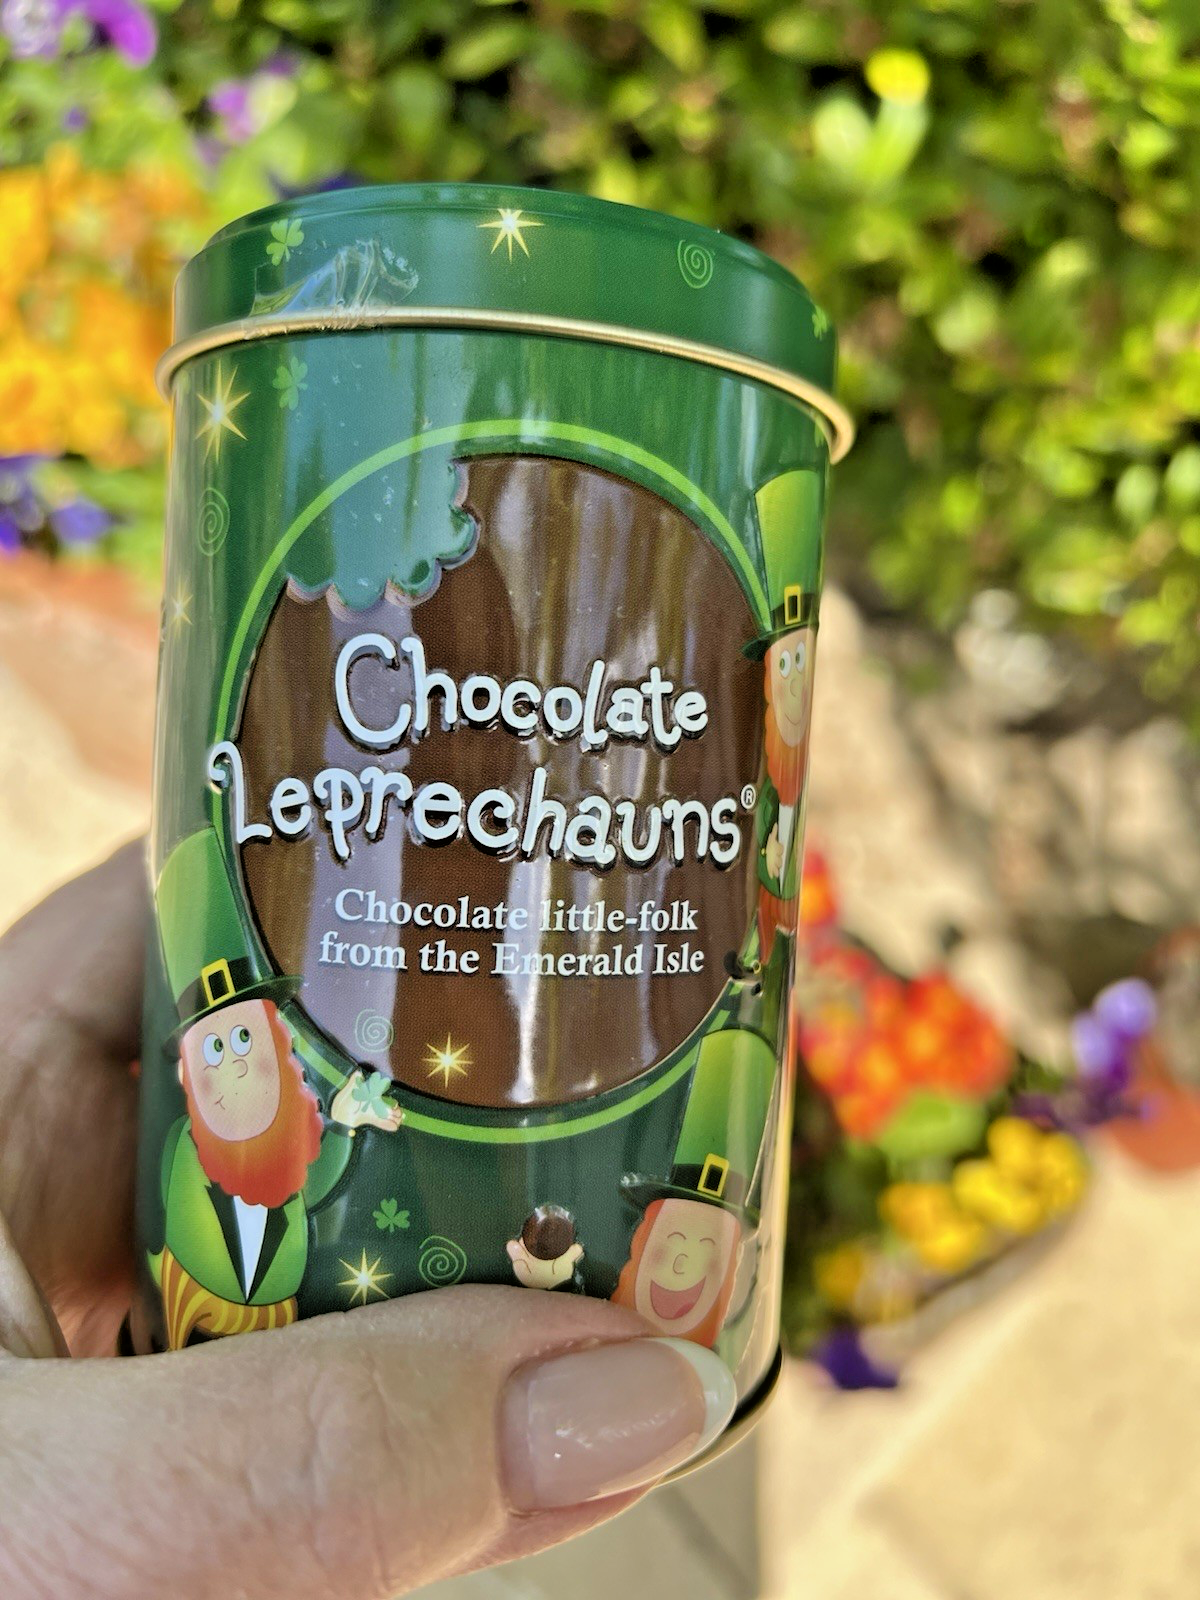 Chocolate
Leprechauns®
Chocolate little-folk
from the Emerald Isle